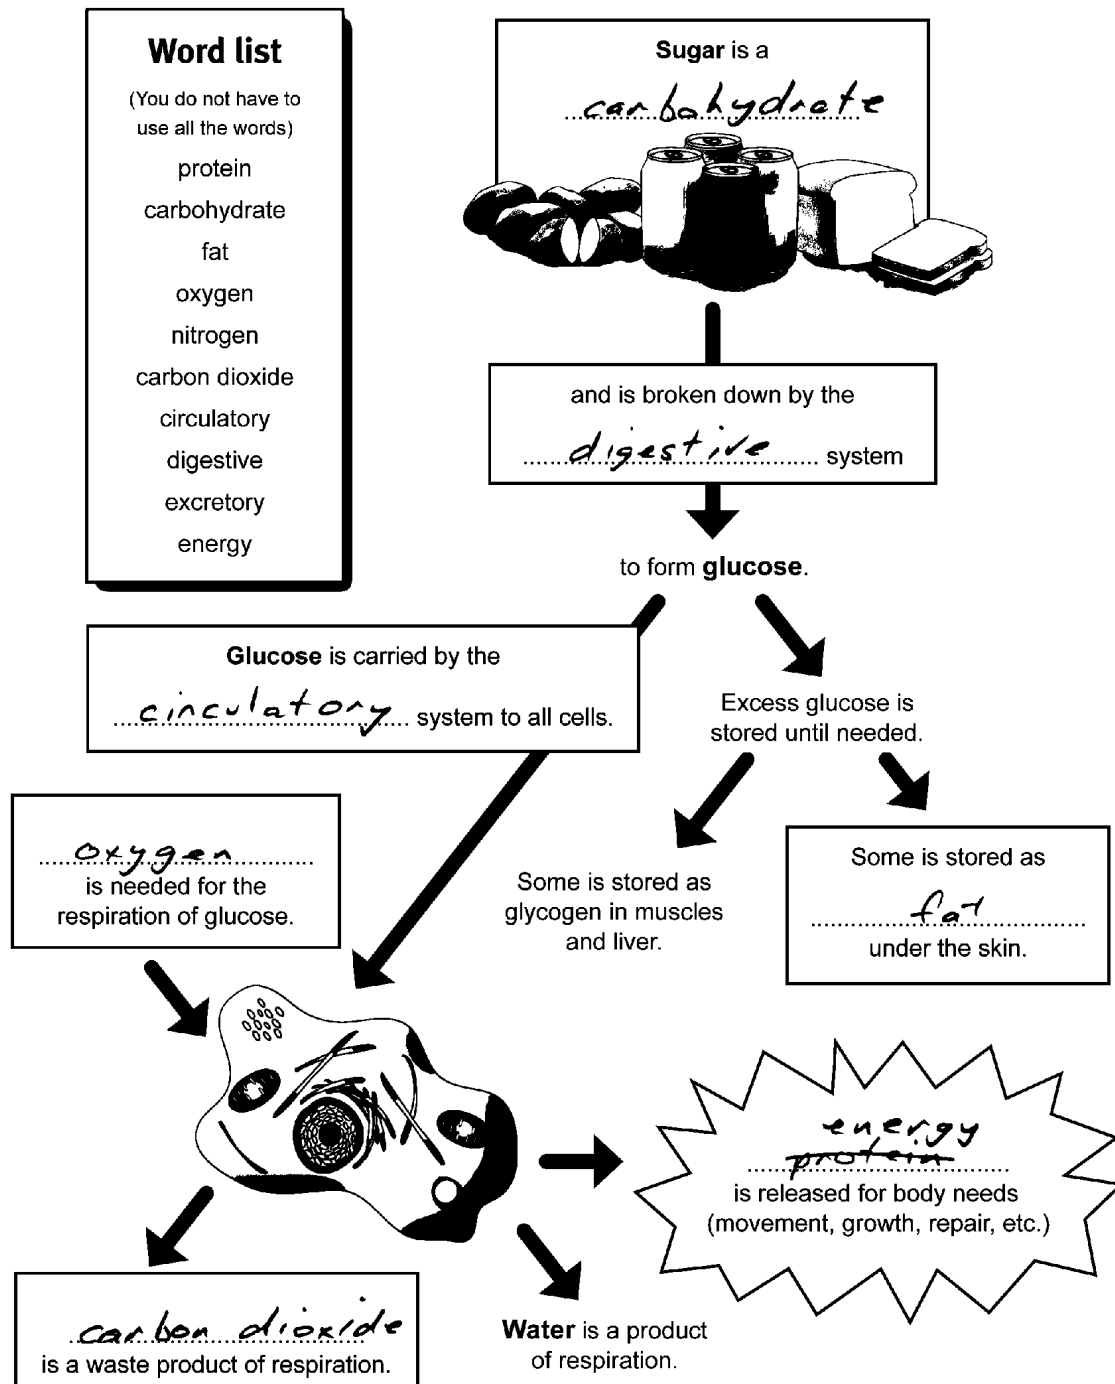 Word list
(You do not have to
use all the words)
protein
carbohydrate
fat
oxygen
nitrogen
carbon dioxide
circulatory
digestive
excretory
energy
Sugar is a
carbohydrate
and is broken down by the
digestive system
to form glucose.
Glucose is carried by the
circulatory system to all cells.
Excess glucose is
stored until needed.
oxygen
is needed for the
respiration of glucose.
Some is stored as
glycogen in muscles
and liver.
Some is stored as
fat
under the skin.
energy
protein
is released for body needs
(movement, growth, repair, etc.)
carbon dioxide
is a waste product of respiration.
Water is a product
of respiration.